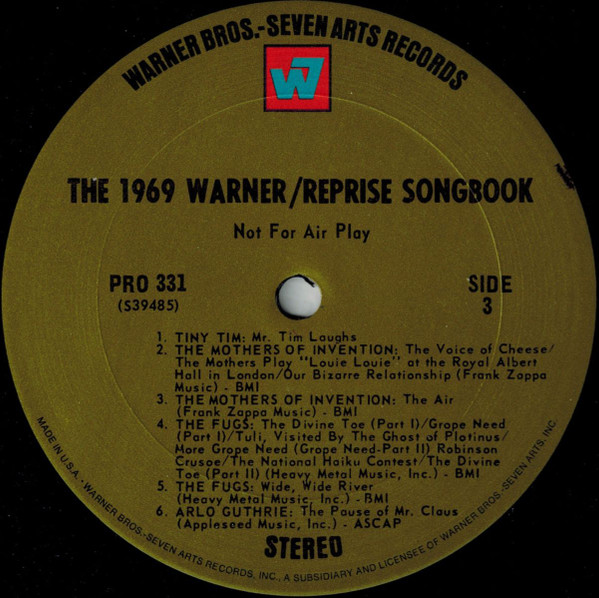 WARNER BROS.-SEVEN ARTS RECORDS
W7
THE 1969 WARNER/REPRISE SONGBOOK
Not For Air Play
PRO 331
(S39485)
SIDE
3
1. TINY TIM: Mr. Tim Laughs
2. THE MOTHERS OF INVENTION: The Voice of Cheese/
The Mothers Play "Louie Louie" at the Royal Albert
Hall in London/Our Bizarre Relationship (Frank Zappa
Music) - BMI
3. THE MOTHERS OF INVENTION: The Air
(Frank Zappa Music) - BMI
4. THE FUGS: The Divine Toe (Part I)/Grope Need
(Part I)/Tuli, Visited By The Ghost of Plotinus/
More Grope Need (Grope Need-Part II) Robinson
Crusoe/The National Haiku Contest/The Divine
Toe (Part II) (Heavy Metal Music, Inc.) - BMI
5. THE FUGS: Wide, Wide River
(Heavy Metal Music, Inc.) - BMI
6. ARLO GUTHRIE: The Pause of Mr. Claus
(Appleseed Music, Inc.) - ASCAP
STEREO
MADE IN U.S.A. - WARNER BROS.-SEVEN ARTS RECORDS, INC., A SUBSIDIARY AND LICENSEE OF WARNER BROS.-SEVEN ARTS, INC.